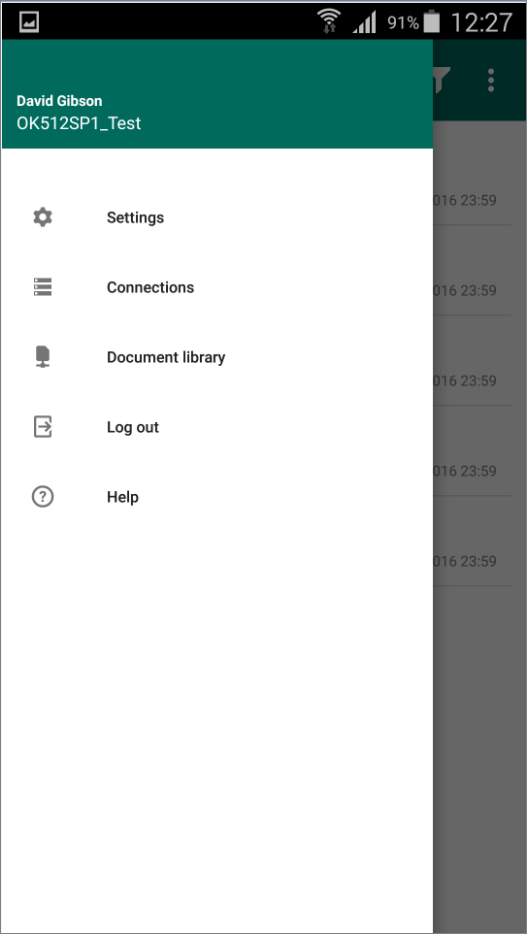 91% 12:27
David Gibson
OK512SP1_Test
016 23:59
Settings
Connections
016 23:59
Document library
016 23:59
Log out
016 23:59
Help
016 23:59